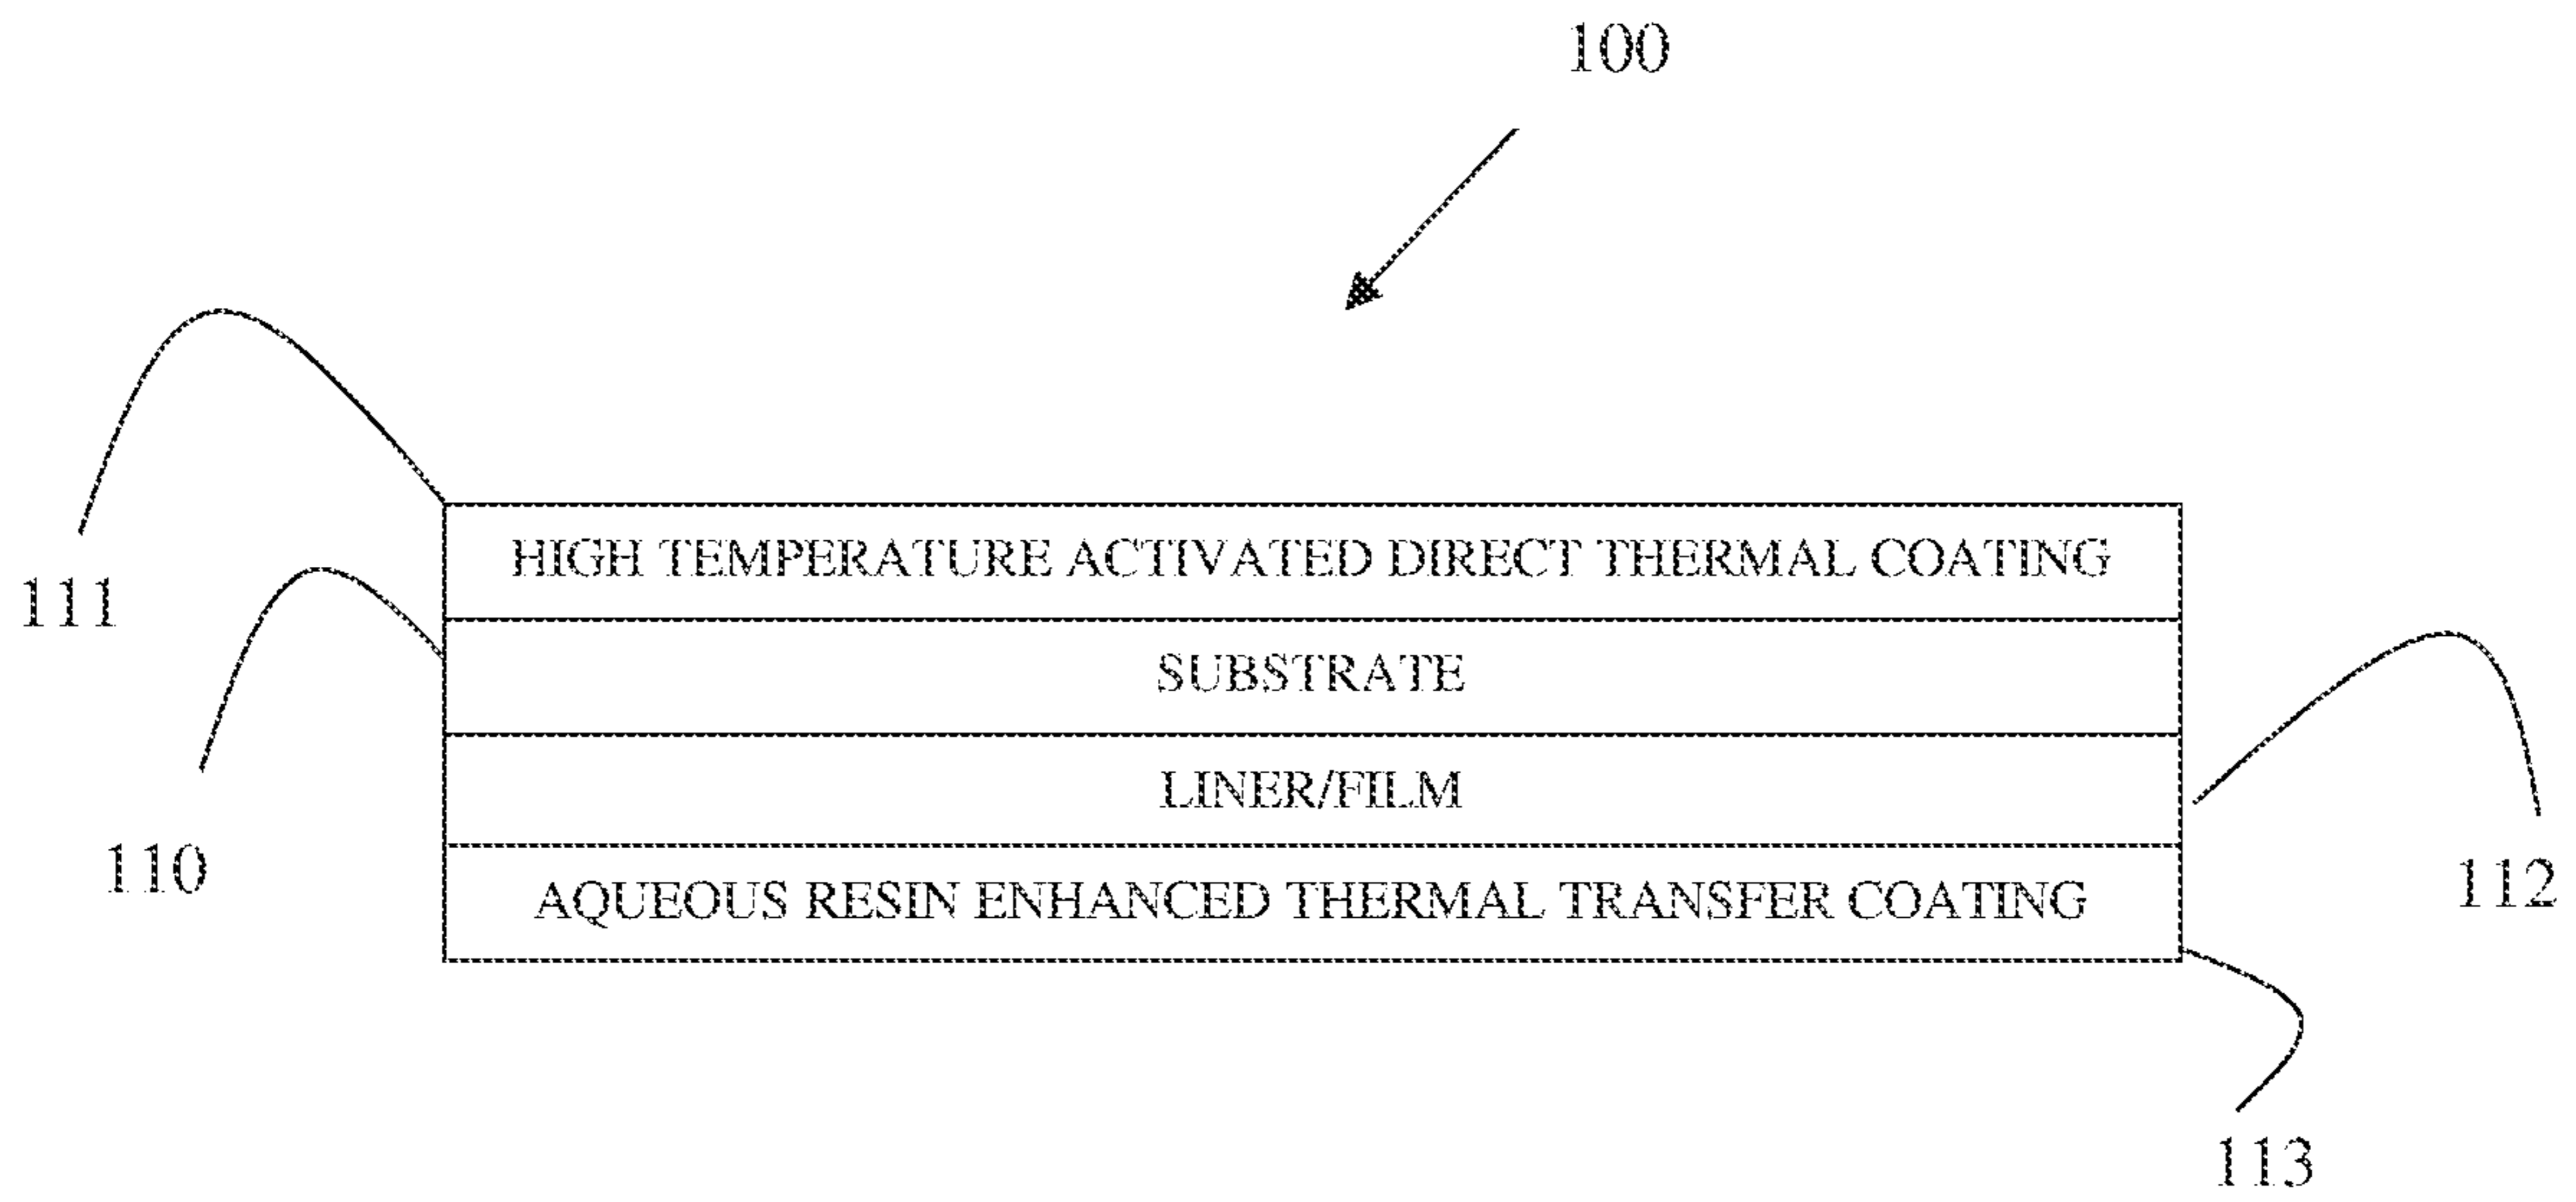 100
111
HIGH TEMPERATURE ACTIVATED DIRECT THERMAL COATING
110
SUBSTRATE
LINER/FILM
112
AQUEOUS RESIN ENHANCED THERMAL TRANSFER COATING
113